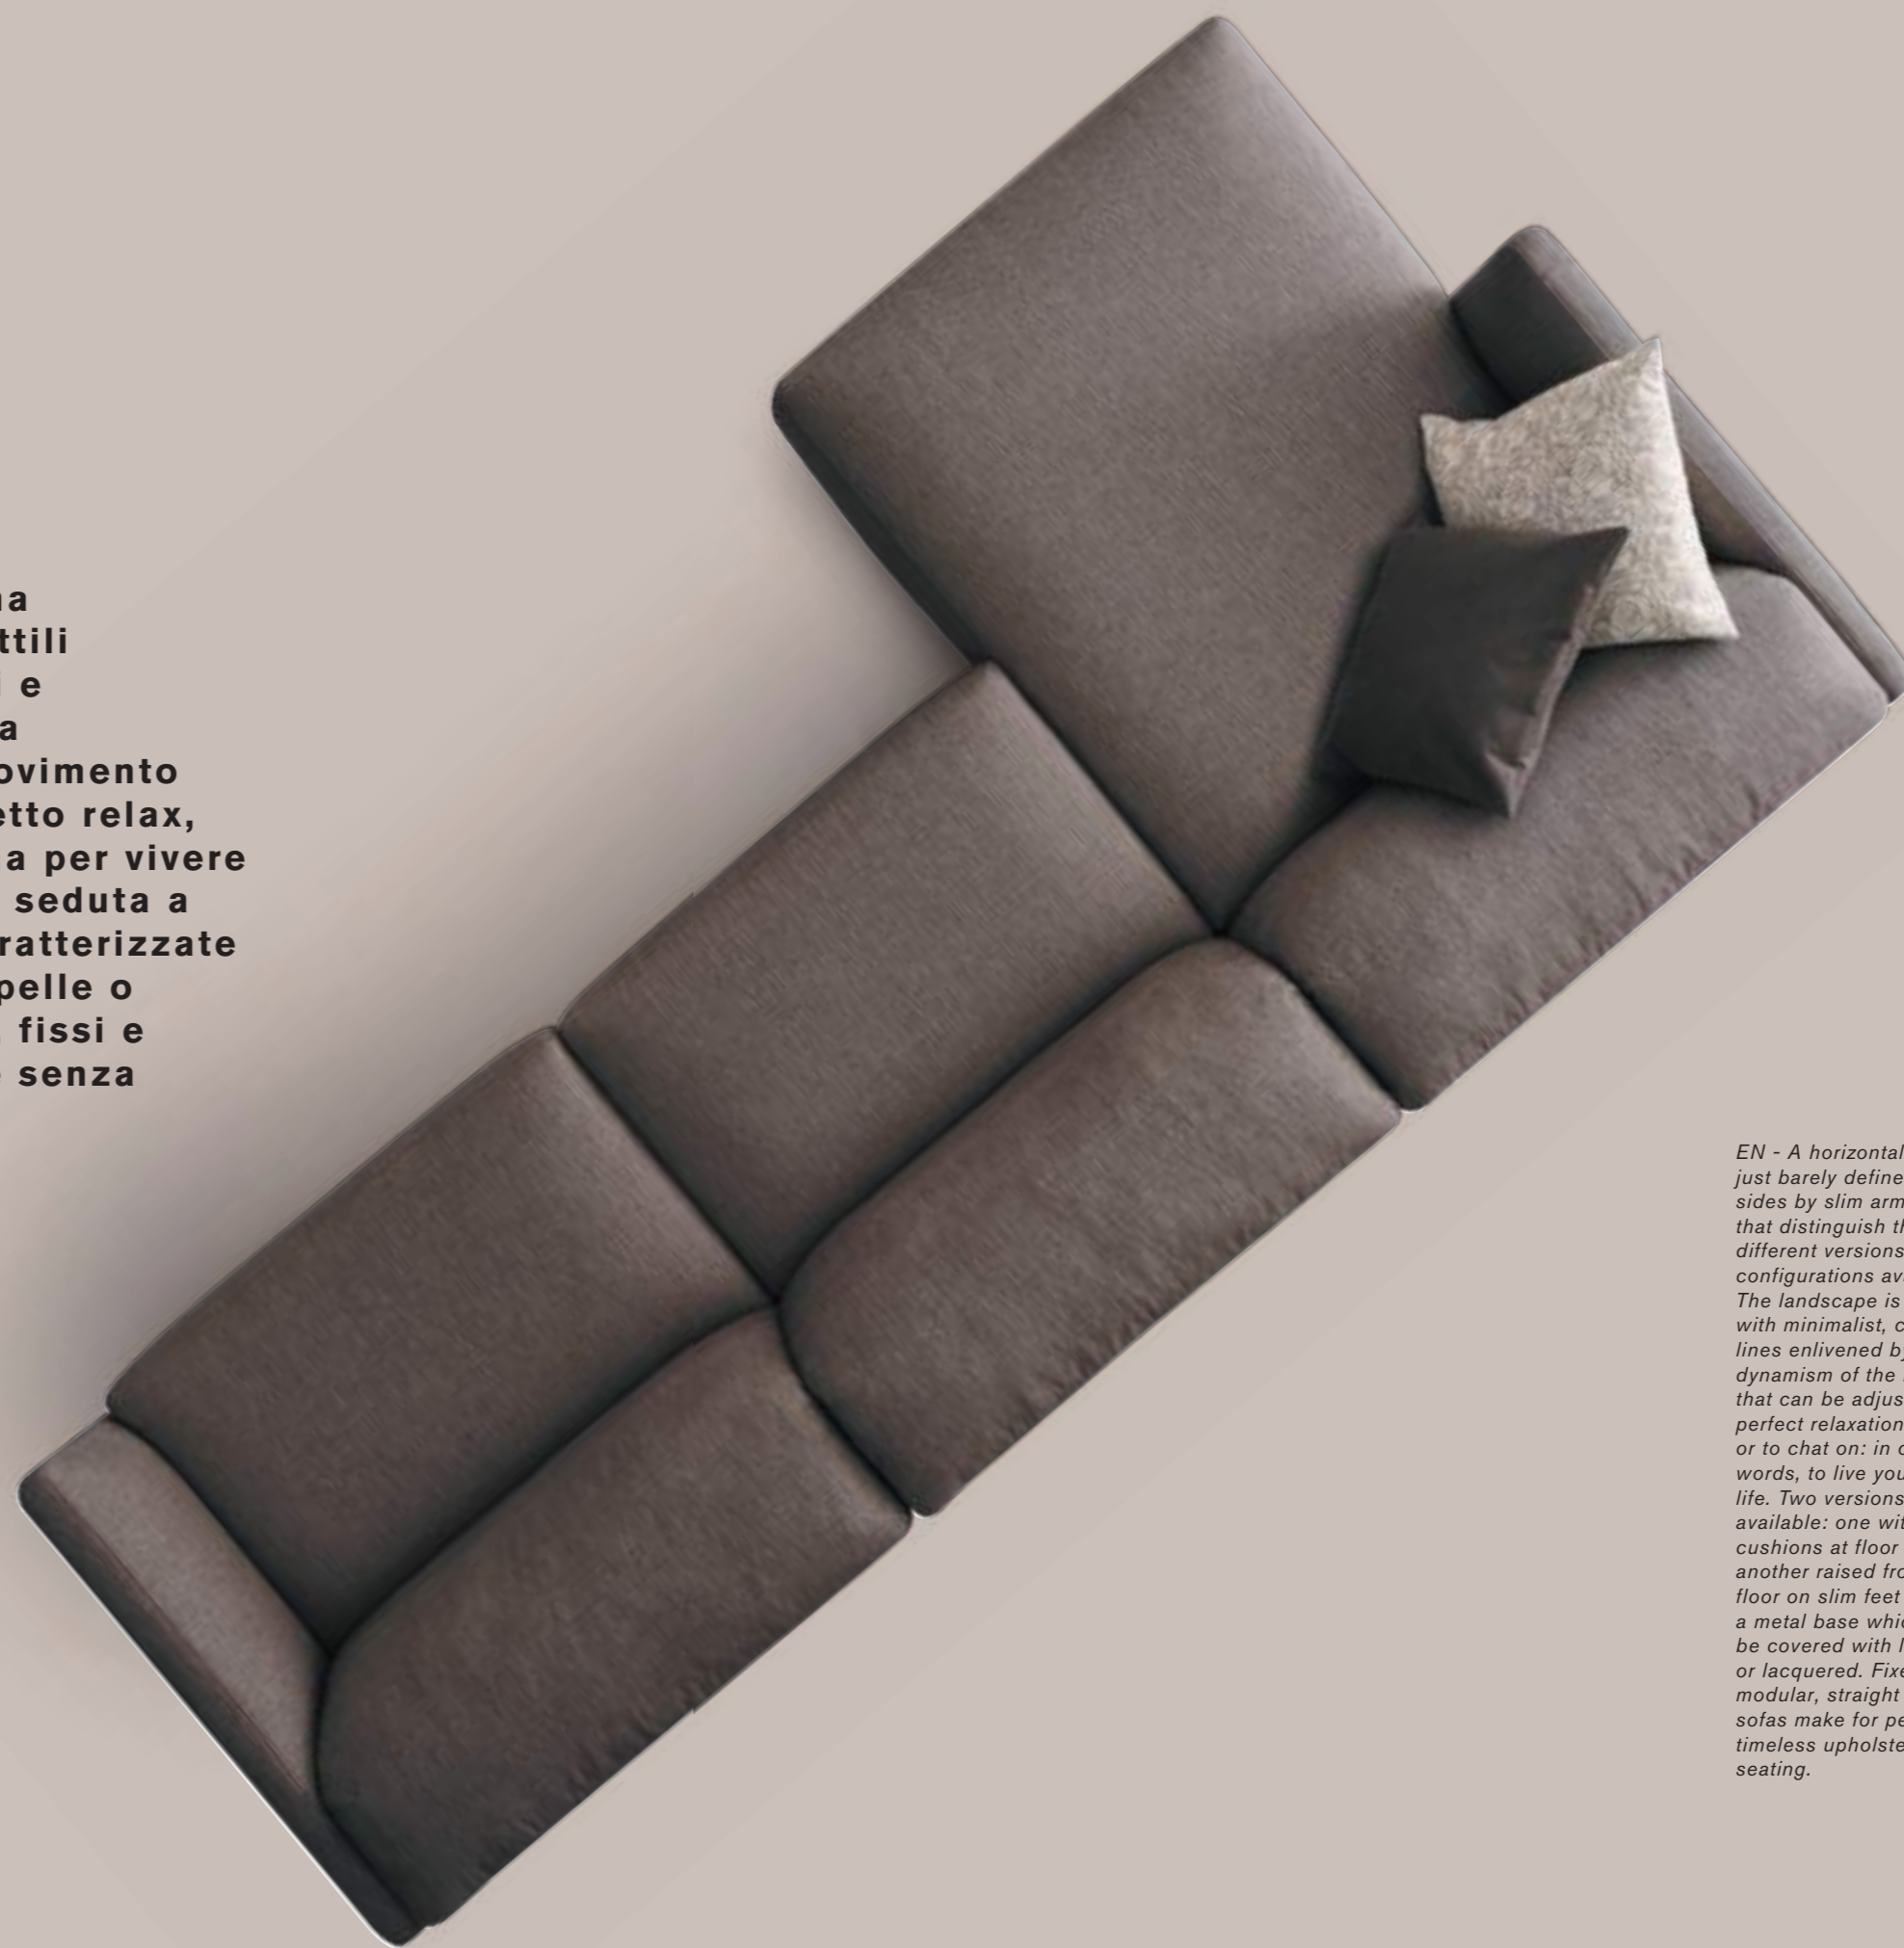 na
ttili
i e
a
ovimento
etto relax,
a per vivere
seduta a
ratterizzate
pelle o
fissi e
e senza
EN - A horizontal
just barely define
sides by slim arm
that distinguish th
different versions
configurations ava
The landscape is
with minimalist, c
lines enlivened by
dynamism of the
that can be adjus
perfect relaxation
or to chat on: in o
words, to live you
life. Two versions
available: one wit
cushions at floor
another raised fro
floor on slim feet
a metal base whic
be covered with l
or lacquered. Fixe
modular, straight
sofas make for pe
timeless upholste
seating.